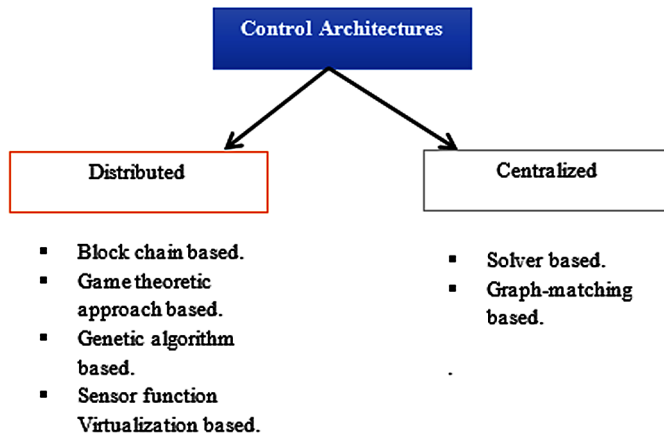 Control Architectures
Distributed
Centralized
▪ Block chain based.
▪ Game theoretic
approach based.
▪ Genetic algorithm
based.
▪ Sensor function
Virtualization based.
▪ Solver based.
▪ Graph-matching
based.
.